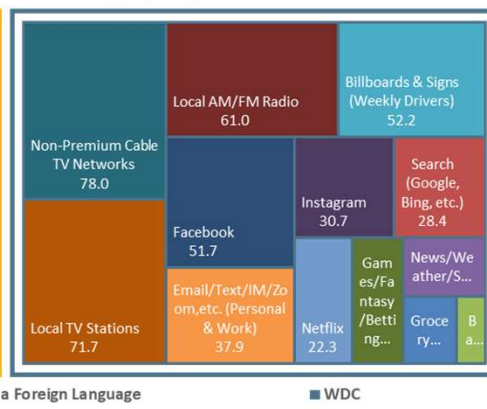 Non-Premium Cable
TV Networks
78.0
Local TV Stations
71.7
Local AM/FM Radio
61.0
Billboards & Signs
(Weekly Drivers)
52.2
Facebook
51.7
Email/Text/IM/Zo
om,etc. (Personal
& Work)
37.9
Instagram
30.7
Search
(Google,
Bing, etc.)
28.4
Netflix
22.3
Gam
es/Fa
ntasy
/Betti
ng...
News/We
ather/S...
Groce
ry...
B
a...
a Foreign Language
WDC